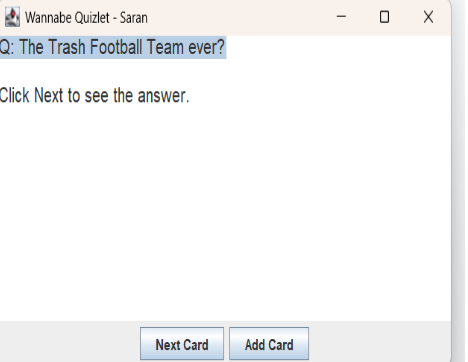 Wannabe Quizlet - Saran
Q: The Trash Football Team ever?
Click Next to see the answer.
Next Card
Add Card